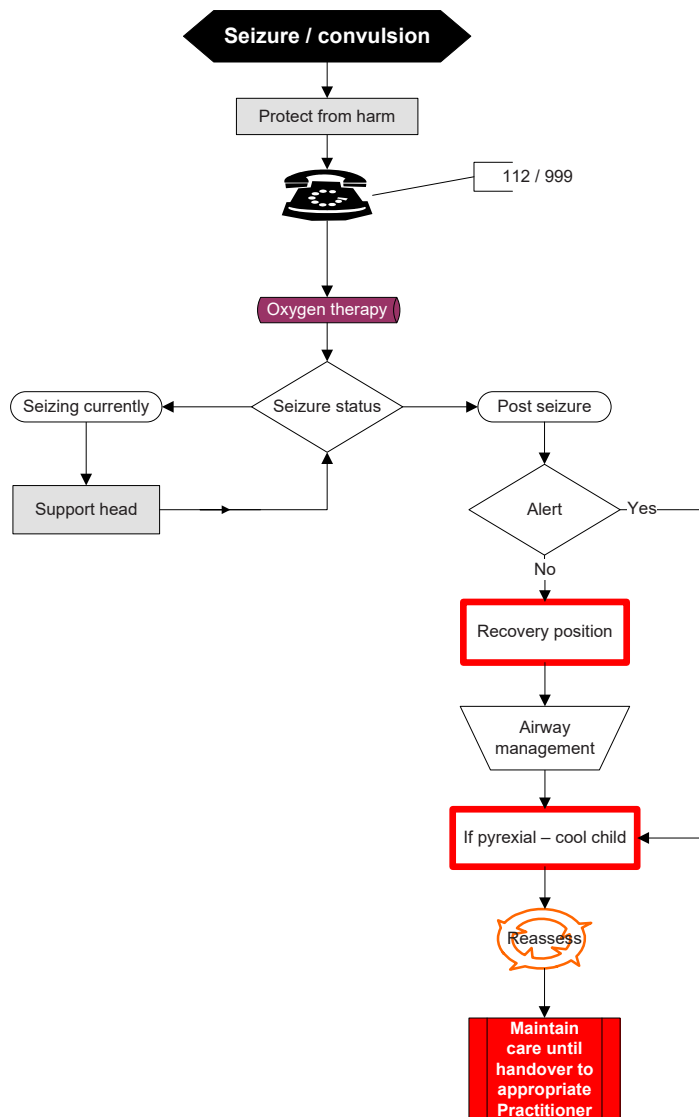 Seizure / convulsion
Protect from harm
112 / 999
Oxygen therapy
Seizing currently
Seizure status
Post seizure
Support head
Alert
Yes
No
Recovery position
Airway
management
If pyrexial – cool child
Reassess
Maintain
care until
handover to
appropriate
Practitioner